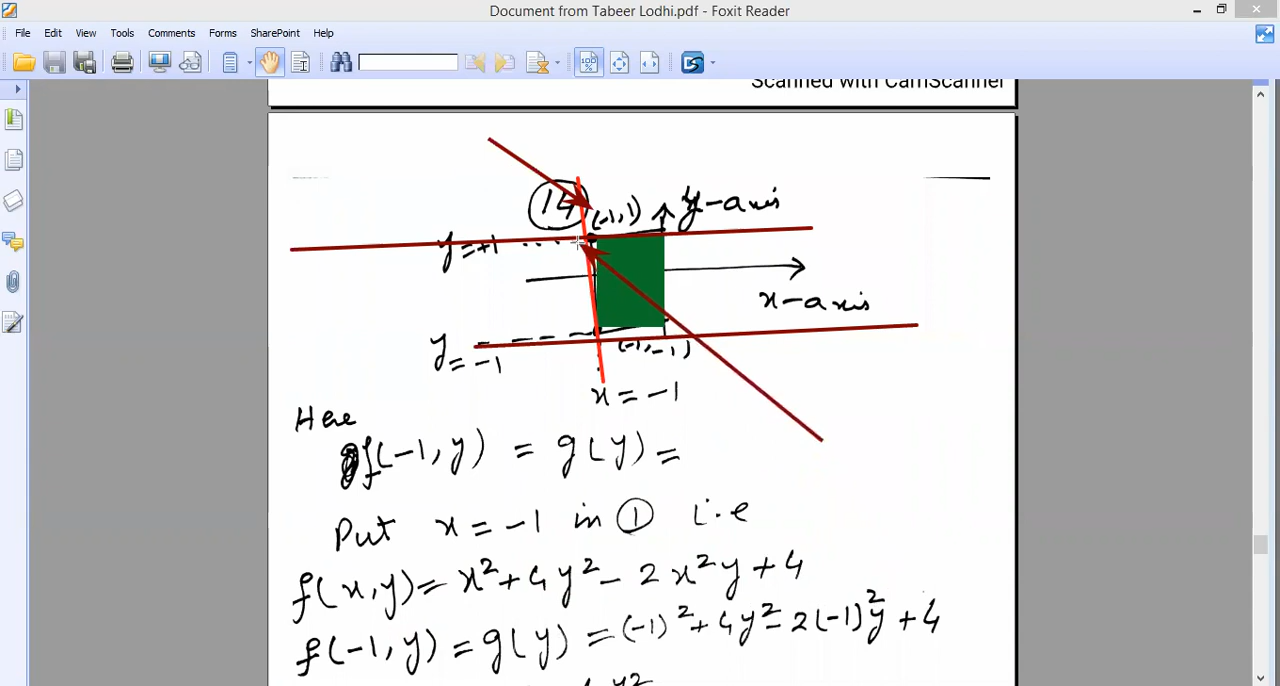 Document from Tabeer Lodhi.pdf - Foxit Reader
File Edit View Tools Comments Forms SharePoint Help
Scanned with CamScanner
14
(-1,1) y-axis
y=+1
x-axis
y=-1
(-1,-1)
x=-1
Here
f(-1,y) = g(y) =
Put x=-1 in ① i.e
f(x,y)= x²+4y²- 2x²y+4
f(-1,y) = g(y) = (-1)²+4y²-2(-1)²y+4